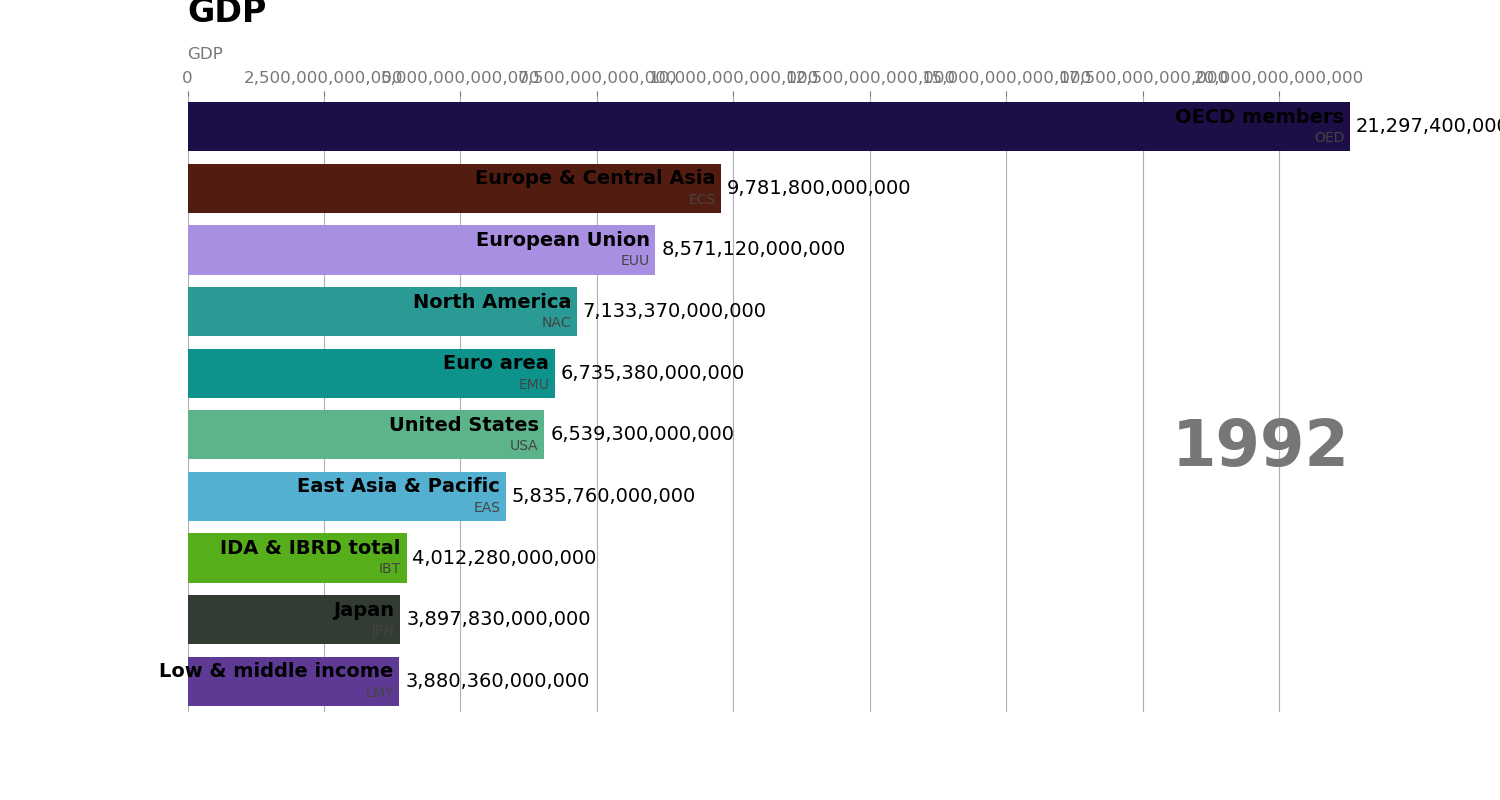 GDP
GDP
0 2,500,000,000,000 5,000,000,000,000 7,500,000,000,000 10,000,000,000,000 12,500,000,000,000 15,000,000,000,000 17,500,000,000,000 20,000,000,000,000
OECD members
OED
21,297,400,000
Europe & Central Asia
ECS
9,781,800,000,000
European Union
EUU
8,571,120,000,000
North America
NAC
7,133,370,000,000
Euro area
EMU
6,735,380,000,000
United States
USA
6,539,300,000,000
1992
East Asia & Pacific
EAS
5,835,760,000,000
IDA & IBRD total
IBT
4,012,280,000,000
Japan
JPN
3,897,830,000,000
Low & middle income
LMY
3,880,360,000,000